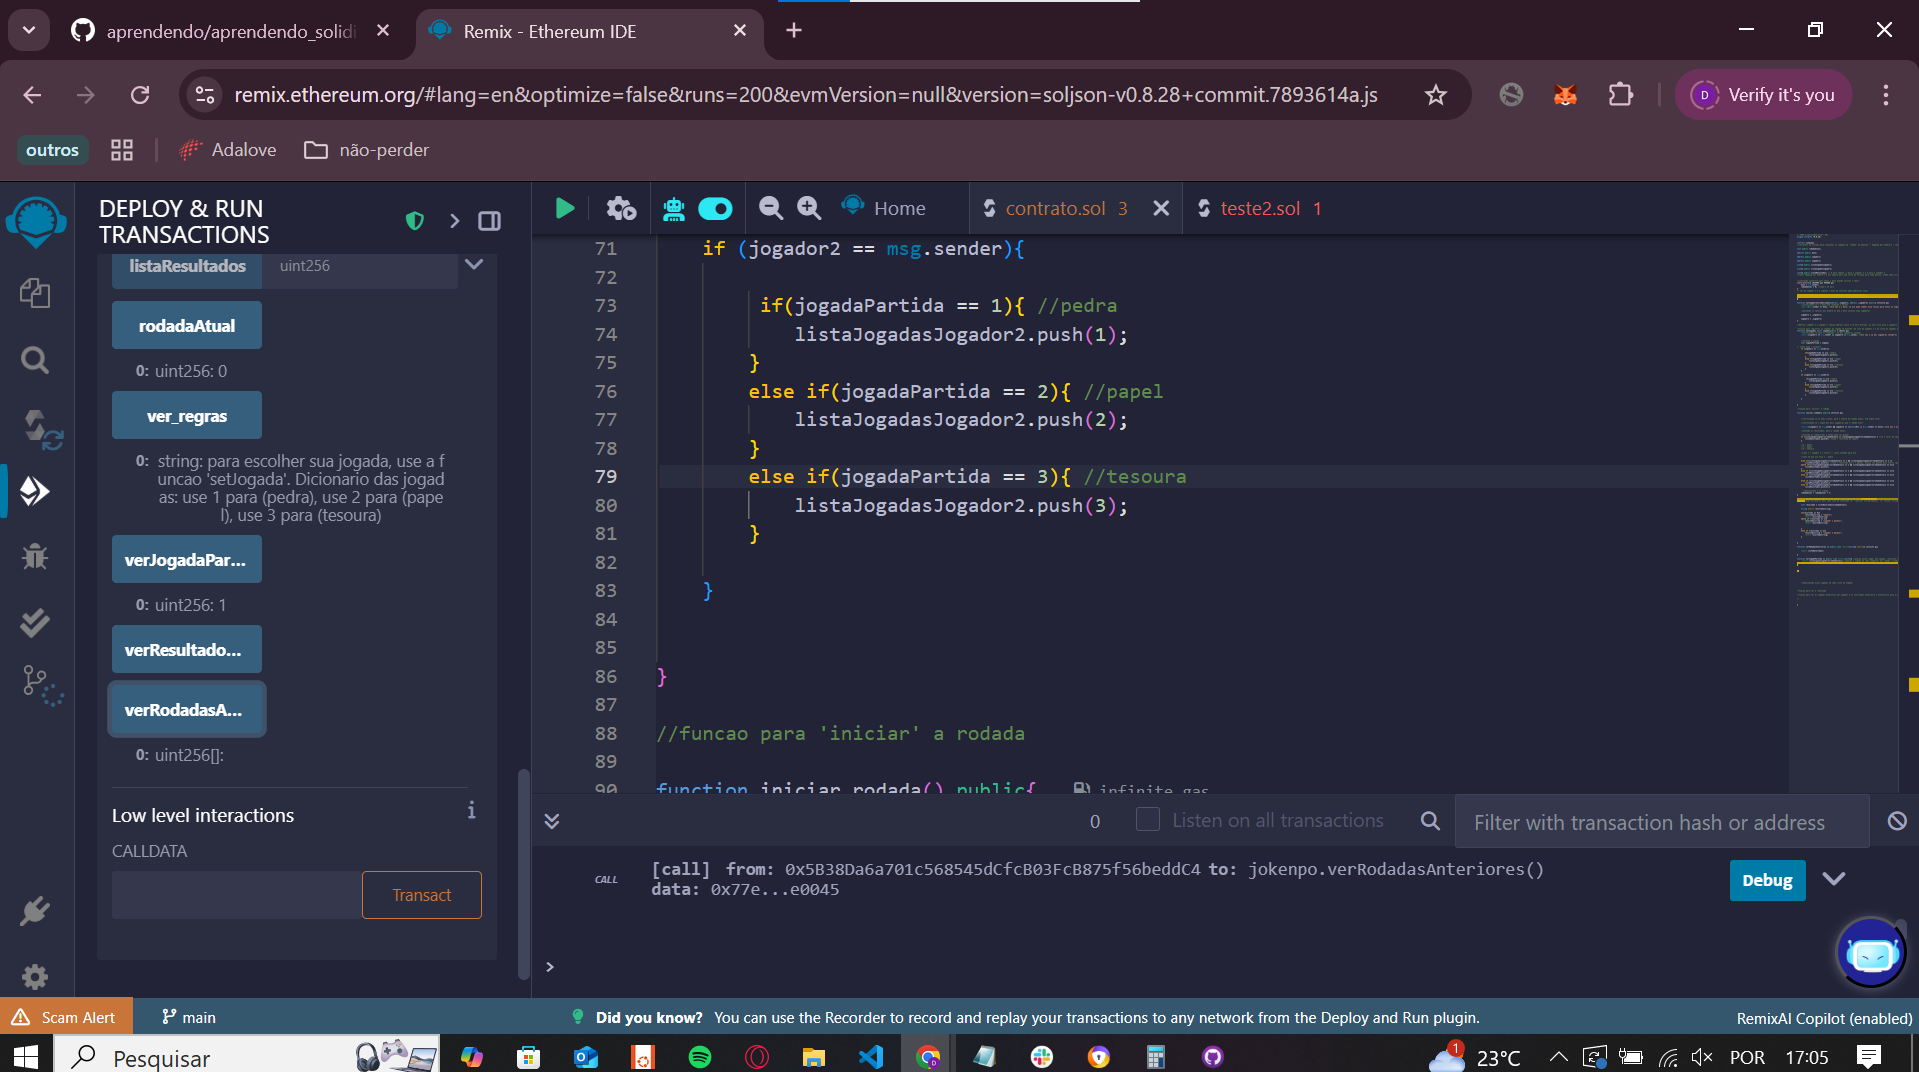 aprendendo/aprendendo_solidi
Remix - Ethereum IDE
remix.ethereum.org/#lang=en&optimize=false&runs=200&evmVersion=null&version=soljson-v0.8.28+commit.7893614a.js
D
Verify it's you
outros
Adalove
não-perder
DEPLOY & RUN
TRANSACTIONS
listaResultados
uint256
rodadaAtual
0: uint256: 0
ver_regras
0: string: para escolher sua jogada, use a f
uncao 'setJogada'. Dicionario das jogad
as: use 1 para (pedra), use 2 para (pape
l), use 3 para (tesoura)
verJogadaPar...
0: uint256: 1
verResultado...
verRodadasA...
0: uint256[]:
Low level interactions
i
CALLDATA
Transact
Home
contrato.sol 3
teste2.sol 1
71 if (jogador2 == msg.sender){
72
73 if(jogadaPartida == 1){ //pedra
74 listaJogadasJogador2.push(1);
75 }
76 else if(jogadaPartida == 2){ //papel
77 listaJogadasJogador2.push(2);
78 }
79 else if(jogadaPartida == 3){ //tesoura
80 listaJogadasJogador2.push(3);
81 }
82
83 }
84
85
86 }
87
88 //funcao para 'iniciar' a rodada
89
90 function iniciar_rodada() public{ infinite gas
0
Listen on all transactions
Filter with transaction hash or address
CALL
[call] from: 0x5B38Da6a701c568545dCfcB03FcB875f56beddC4 to: jokenpo.verRodadasAnteriores()
data: 0x77e...e0045
Debug
>
Scam Alert
main
Did you know? You can use the Recorder to record and replay your transactions to any network from the Deploy and Run plugin.
RemixAI Copilot (enabled)
Pesquisar
1
23°C
POR
17:05